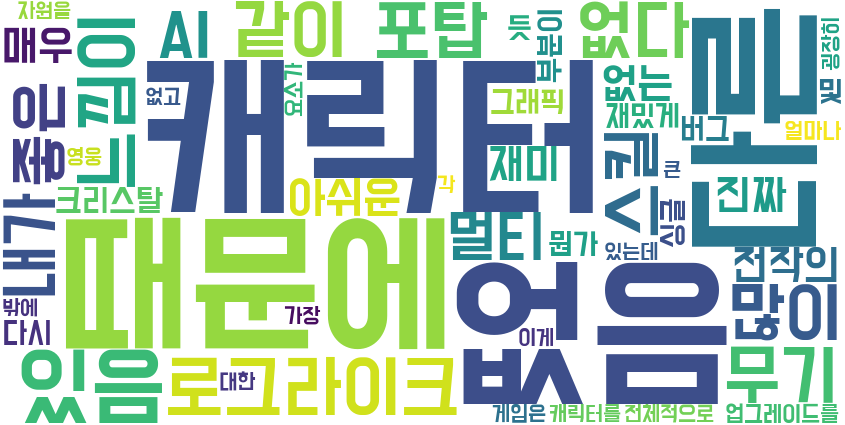 자원을
매우
AI
같이
포탑
듯
부분이
없다
다른
굉장히
및
느낌이
좋은
없고
캐릭터
요소가
그래픽
없는
재밌게
버그
얼마나
영웅
재미
스킬
큰
크리스탈
아쉬운
각
진짜
내가
때문에
멀티
뭔가
있는데
싱글
전작의
없음
많이
밖에
다시
가장
이게
있음
로그라이크
대한
무기
게임은
캐릭터를
전체적으로
업그레이드를